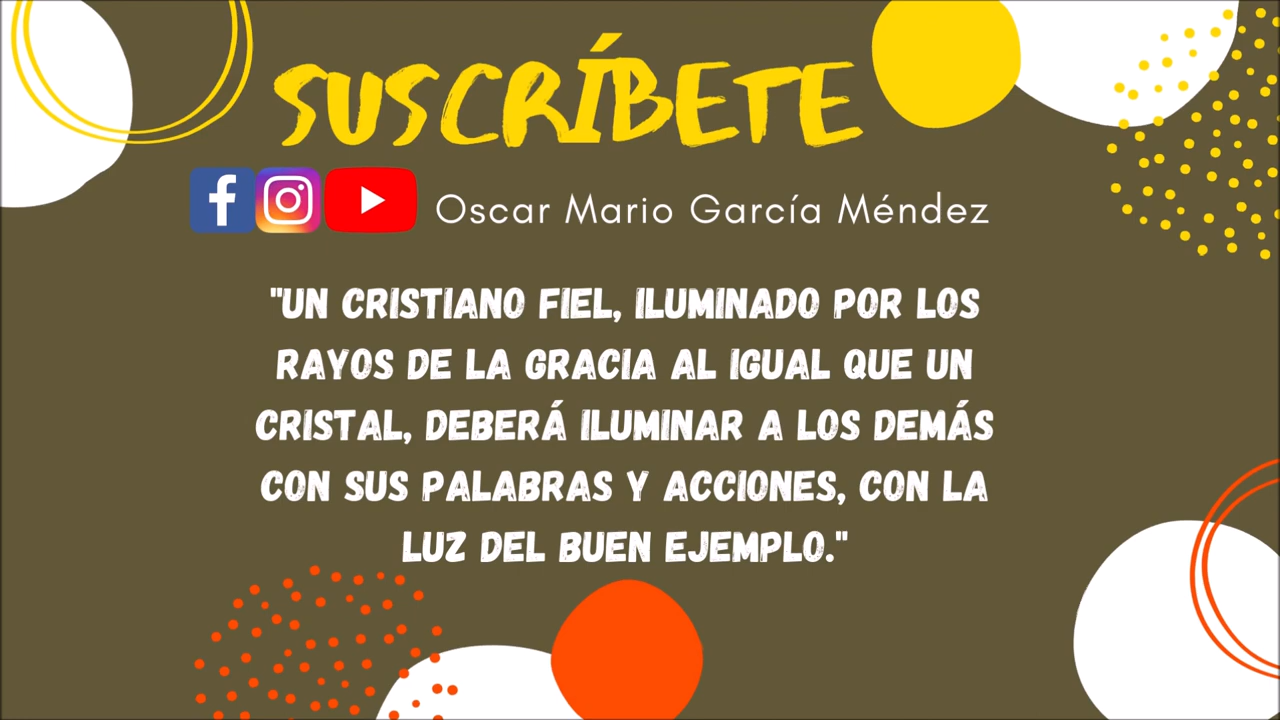 SUSCRÍBETE
Oscar Mario García Méndez
"UN CRISTIANO FIEL, ILUMINADO POR LOS
RAYOS DE LA GRACIA AL IGUAL QUE UN
CRISTAL, DEBERÁ ILUMINAR A LOS DEMÁS
CON SUS PALABRAS Y ACCIONES, CON LA
LUZ DEL BUEN EJEMPLO."